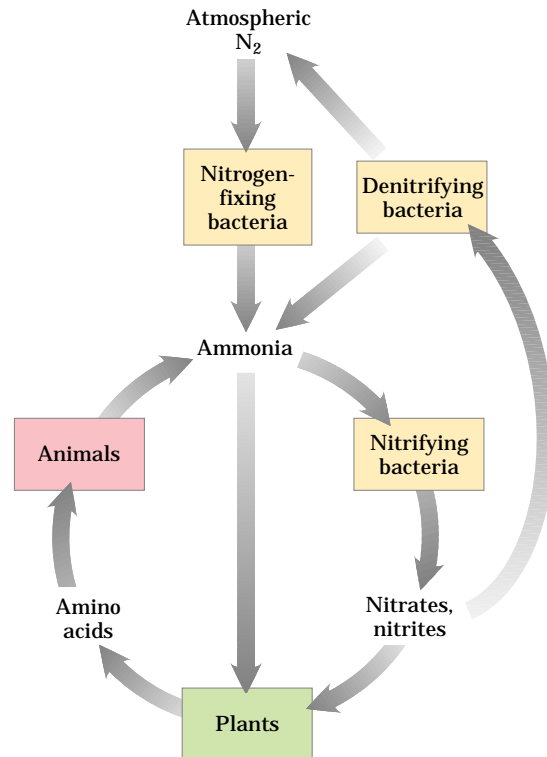 Atmospheric
N₂
Nitrogen-
fixing
bacteria
Denitrifying
bacteria
Ammonia
Animals
Nitrifying
bacteria
Amino
acids
Nitrates,
nitrites
Plants